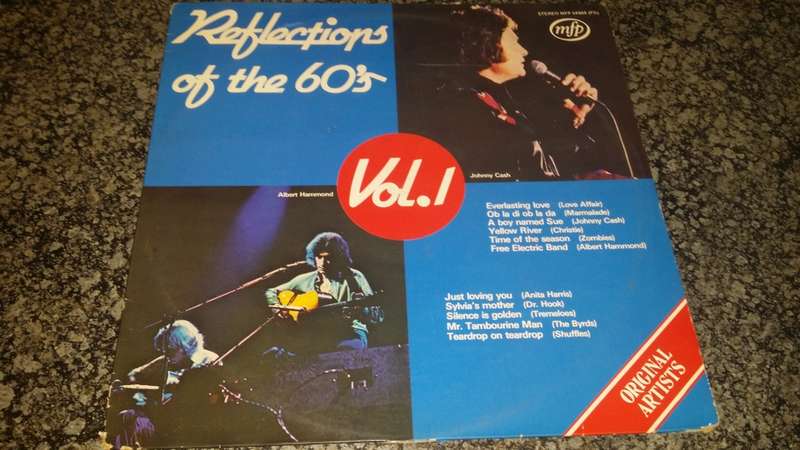 Reflections
of the 60's
mfp
Johnny Cash
Albert Hammond
Vol.1
Everlasting love (Love Affair)
Ob la di ob la da (Marmalade)
A boy named Sue (Johnny Cash)
Yellow River (Christie)
Time of the season (Zombies)
Free Electric Band (Albert Hammond)
Just loving you (Anita Harris)
Sylvia's mother (Dr. Hook)
Silence is golden (Tremeloes)
Mr. Tambourine Man (The Byrds)
Teardrop on teardrop (Shuffles)
ORIGINAL
ARTISTS